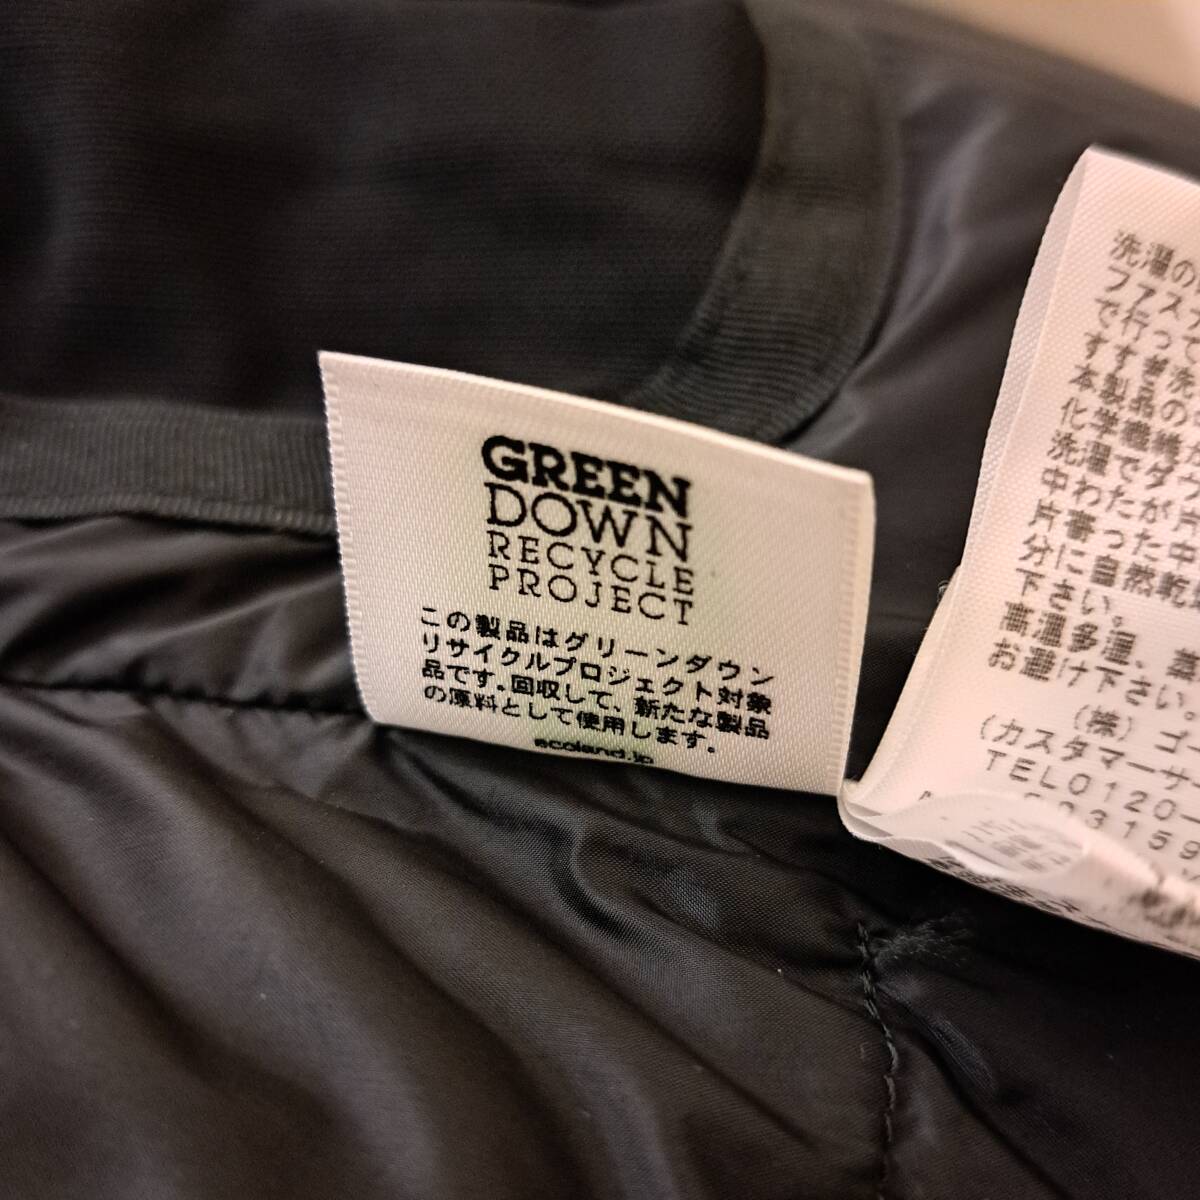 GREEN
DOWN
RECYCLE
PROJECT
この製品はグリーンダウン
リサイクルプロジェクト対象
品です。回収して、新たな製品
の原料として使用します。
ecoland.jp
洗濯の
ファス
で行って
す着洗
本製品の
化学繊維
洗濯でダウ
中わたが片
片寄った中
分に自然乾
下さい。
高温多湿、蒸
お避け下さい。
(株)ゴー
(カスタマーサ
TEL0120-